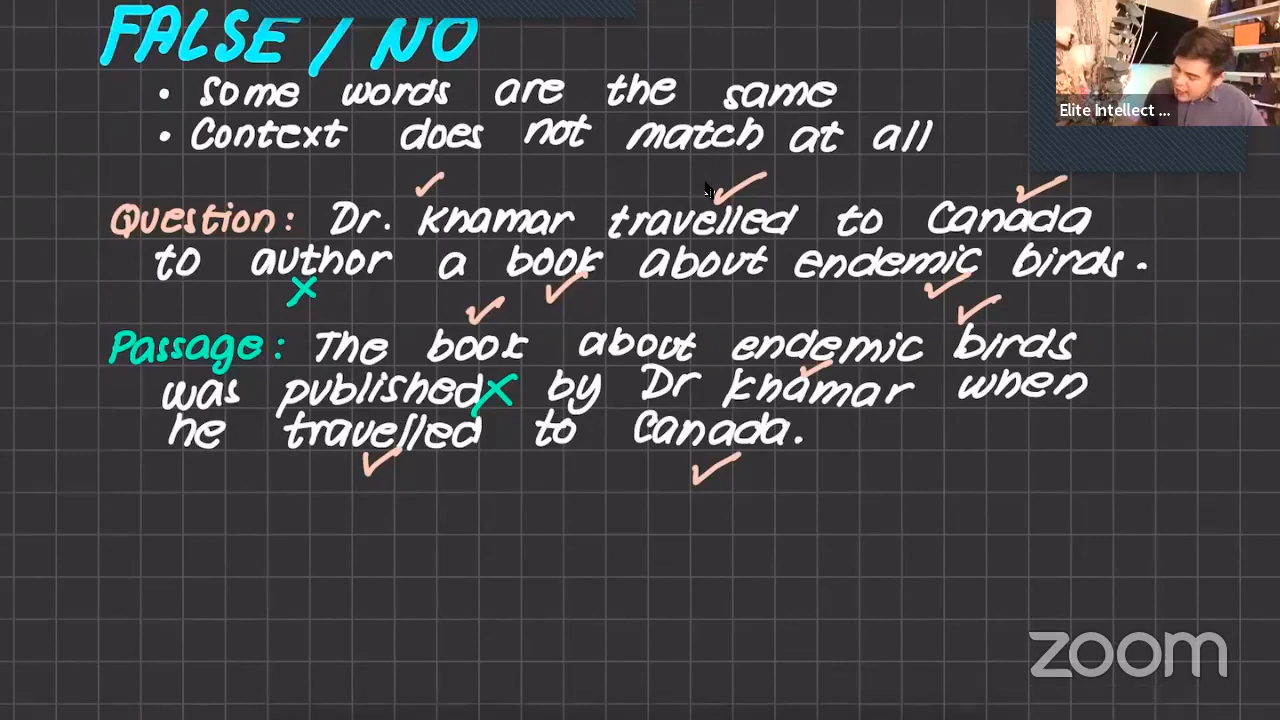 FALSE / NO
• Some words are the same
• Context does not match at all
Question: Dr. Khamar travelled to Canada
to author a book about endemic birds.
Passage: The book about endemic birds
was published by Dr Khamar when
he travelled to Canada.
Elite Intellect ...
zoom